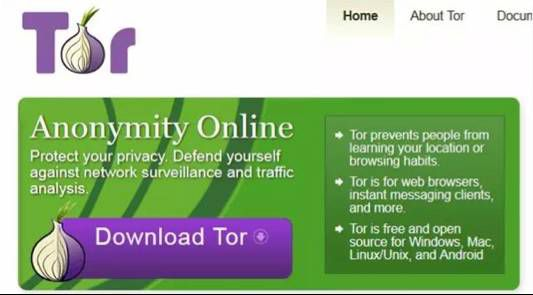 Tor
Home About Tor Docun
Anonymity Online
Protect your privacy. Defend yourself
against network surveillance and traffic
analysis.
Download Tor
Tor prevents people from
learning your location or
browsing habits.
Tor is for web browsers,
instant messaging clients,
and more.
Tor is free and open
source for Windows, Mac,
Linux/Unix, and Android